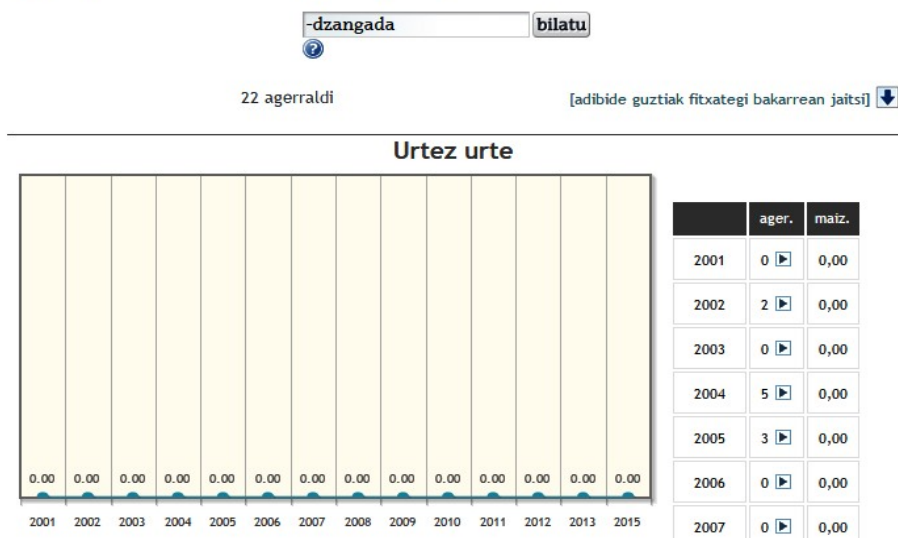 -dzangada bilatu
?
22 agerraldi [adibide guztiak fitxategi bakarrean jaitsi]
Urtez urte
ager. maiz.
2001 0 0,00
2002 2 0,00
2003 0 0,00
2004 5 0,00
2005 3 0,00
2006 0 0,00
2007 0 0,00
0.00 0.00 0.00 0.00 0.00 0.00 0.00 0.00 0.00 0.00 0.00 0.00 0.00 0.00
2001 2002 2003 2004 2005 2006 2007 2008 2009 2010 2011 2012 2013 2015